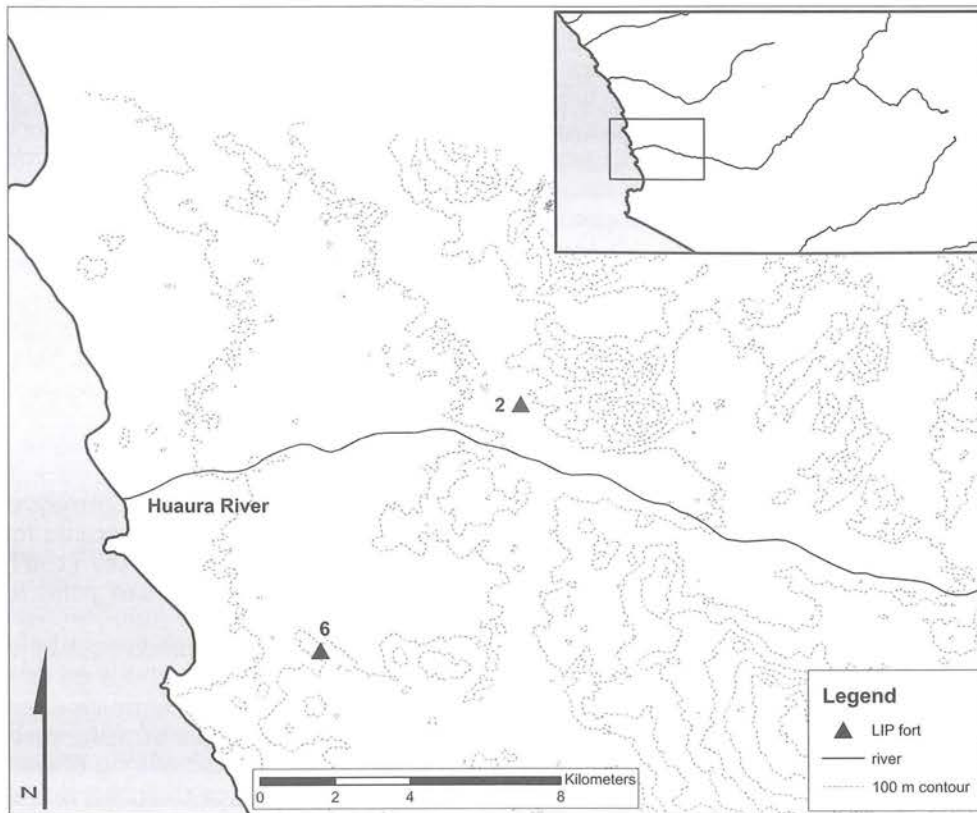 2
Huaura River
6
N
Kilometers
0 2 4 8
Legend
LIP fort
river
100 m contour